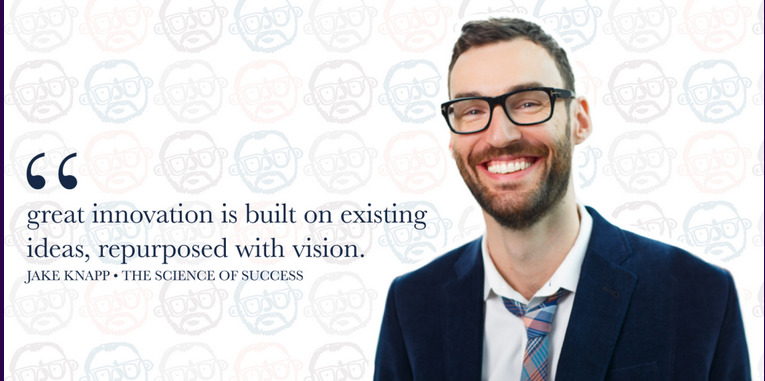 “
great innovation is built on existing
ideas, repurposed with vision.
JAKE KNAPP • THE SCIENCE OF SUCCESS